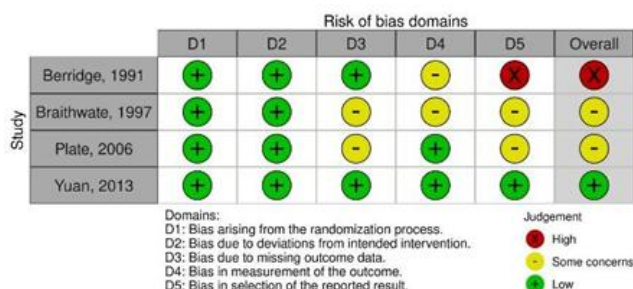 Risk of bias domains
D1 D2 D3 D4 D5 Overall
Study
Berridge, 1991 + + + - X X
Braithwate, 1997 + + - - - -
Plate, 2006 + + - + - -
Yuan, 2013 + + + + + +
Domains:
D1: Bias arising from the randomization process.
D2: Bias due to deviations from intended intervention.
D3: Bias due to missing outcome data.
D4: Bias in measurement of the outcome.
D5: Bias in selection of the reported result.
Judgement
X High
- Some concerns
+ Low